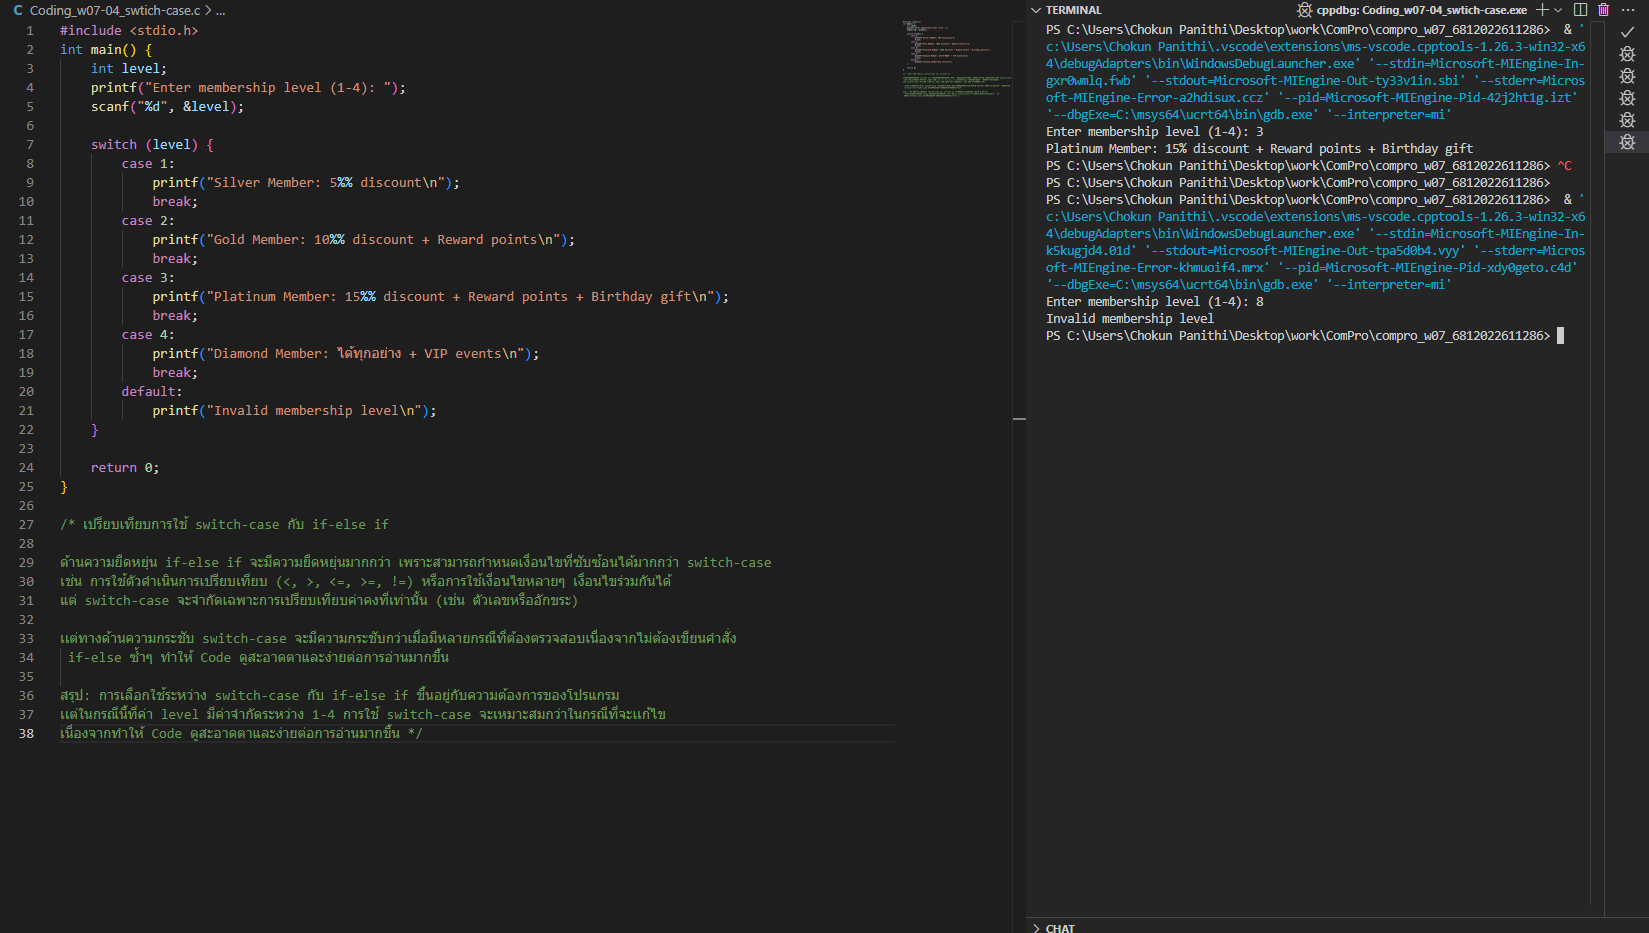 Coding_w07-04_swtich-case.c > ...
1 #include <stdio.h>
2 int main() {
3 int level;
4 printf("Enter membership level (1-4): ");
5 scanf("%d", &level);
6
7 switch (level) {
8 case 1:
9 printf("Silver Member: 5%% discount\n");
10 break;
11 case 2:
12 printf("Gold Member: 10%% discount + Reward points\n");
13 break;
14 case 3:
15 printf("Platinum Member: 15%% discount + Reward points + Birthday gift\n");
16 break;
17 case 4:
18 printf("Diamond Member: ได้ทุกอย่าง + VIP events\n");
19 break;
20 default:
21 printf("Invalid membership level\n");
22 }
23
24 return 0;
25 }
26
27 /* เปรียบเทียบการใช้ switch-case กับ if-else if
28
29 ด้านความยืดหยุ่น if-else if จะมีความยืดหยุ่นมากกว่า เพราะสามารถกำหนดเงื่อนไขที่ซับซ้อนได้มากกว่า switch-case
30 เช่น การใช้ตัวดำเนินการเปรียบเทียบ (<, >, <=, >=, !=) หรือการใช้เงื่อนไขหลายๆ เงื่อนไขร่วมกันได้
31 แต่ switch-case จะจำกัดเฉพาะการเปรียบเทียบค่าคงที่เท่านั้น (เช่น ตัวเลขหรืออักขระ)
32
33 แต่ทางด้านความกระชับ switch-case จะมีความกระชับกว่าเมื่อมีหลายกรณีที่ต้องตรวจสอบเนื่องจากไม่ต้องเขียนคำสั่ง
34 if-else ซ้ำๆ ทำให้ Code ดูสะอาดตาและง่ายต่อการอ่านมากขึ้น
35
36 สรุป: การเลือกใช้ระหว่าง switch-case กับ if-else if ขึ้นอยู่กับความต้องการของโปรแกรม
37 แต่ในกรณีนี้ที่ค่า level มีค่าจำกัดระหว่าง 1-4 การใช้ switch-case จะเหมาะสมกว่าในกรณีที่จะแก้ไข
38 เนื่องจากทำให้ Code ดูสะอาดตาและง่ายต่อการอ่านมากขึ้น */
TERMINAL
cppdbg: Coding_w07-04_swtich-case.exe
PS C:\Users\Chokun Panithi\Desktop\work\ComPro\compro_w07_6812022611286> & '
c:\Users\Chokun Panithi\.vscode\extensions\ms-vscode.cpptools-1.26.3-win32-x6
4\debugAdapters\bin\WindowsDebugLauncher.exe' '--stdin=Microsoft-MIEngine-In-
gxr0wmlq.fwb' '--stdout=Microsoft-MIEngine-Out-ty33v1in.sbi' '--stderr=Micros
oft-MIEngine-Error-a2hdisux.ccz' '--pid=Microsoft-MIEngine-Pid-42j2ht1g.izt'
'--dbgExe=C:\msys64\ucrt64\bin\gdb.exe' '--interpreter=mi'
Enter membership level (1-4): 3
Platinum Member: 15% discount + Reward points + Birthday gift
PS C:\Users\Chokun Panithi\Desktop\work\ComPro\compro_w07_6812022611286> ^C
PS C:\Users\Chokun Panithi\Desktop\work\ComPro\compro_w07_6812022611286>
PS C:\Users\Chokun Panithi\Desktop\work\ComPro\compro_w07_6812022611286> & '
c:\Users\Chokun Panithi\.vscode\extensions\ms-vscode.cpptools-1.26.3-win32-x6
4\debugAdapters\bin\WindowsDebugLauncher.exe' '--stdin=Microsoft-MIEngine-In-
k5kugjd4.01d' '--stdout=Microsoft-MIEngine-Out-tpa5d0b4.vyy' '--stderr=Micros
oft-MIEngine-Error-khmuoif4.mrx' '--pid=Microsoft-MIEngine-Pid-xdy0geto.c4d'
'--dbgExe=C:\msys64\ucrt64\bin\gdb.exe' '--interpreter=mi'
Enter membership level (1-4): 8
Invalid membership level
PS C:\Users\Chokun Panithi\Desktop\work\ComPro\compro_w07_6812022611286>
CHAT